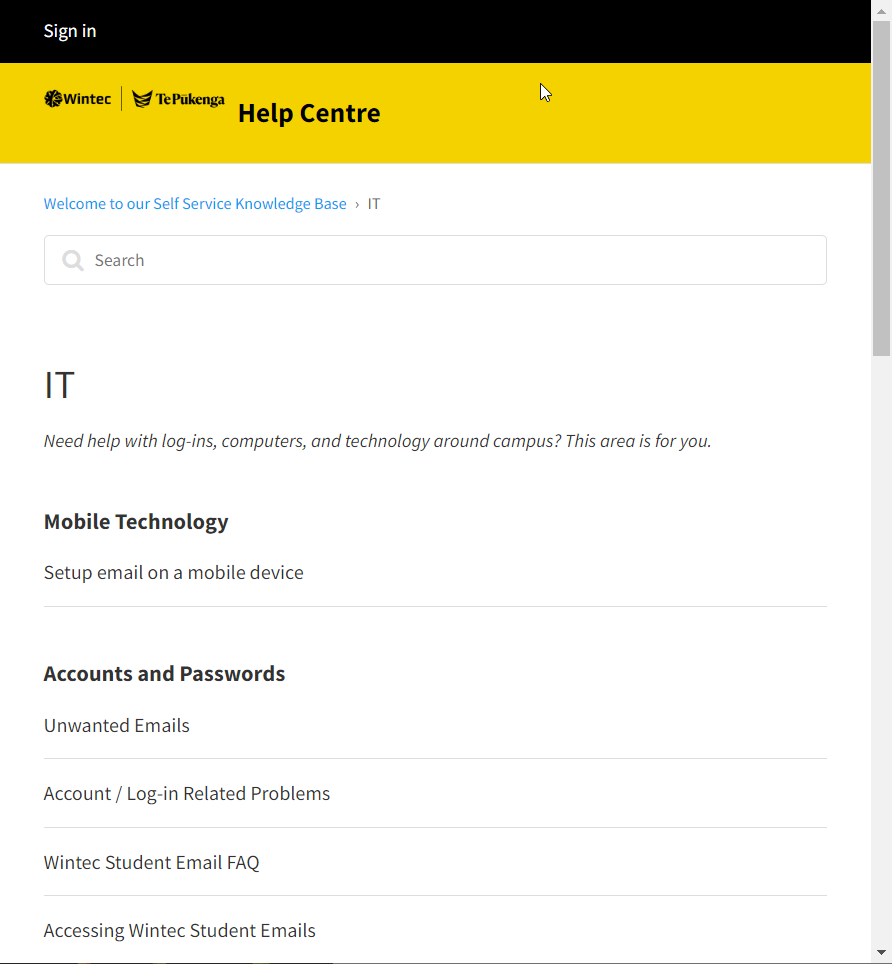 Sign in
Wintec | Te Pūkenga Help Centre
Welcome to our Self Service Knowledge Base › IT
Search
IT
Need help with log-ins, computers, and technology around campus? This area is for you.
Mobile Technology
Setup email on a mobile device
Accounts and Passwords
Unwanted Emails
Account / Log-in Related Problems
Wintec Student Email FAQ
Accessing Wintec Student Emails